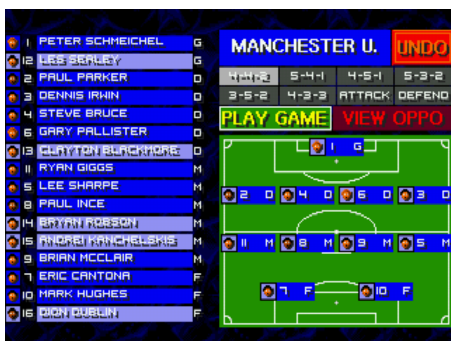 1 PETER SCHMEICHEL G
12 LES SEALEY G
2 PAUL PARKER D
3 DENNIS IRWIN D
4 STEVE BRUCE D
6 GARY PALLISTER D
13 CLAYTON BLACKMORE D
11 RYAN GIGGS M
5 LEE SHARPE M
8 PAUL INCE M
14 BRYAN ROBSON M
15 ANDREI KANCHELSKIS M
9 BRIAN MCCLAIR M
7 ERIC CANTONA F
10 MARK HUGHES F
16 DION DUBLIN F
MANCHESTER U. UNDO
4-4-2 5-4-1 4-5-1 5-3-2
3-5-2 4-3-3 ATTACK DEFEND
PLAY GAME VIEW OPPO
1 G
2 D 4 D 6 D 3 D
11 M 8 M 9 M 5 M
7 F 10 F